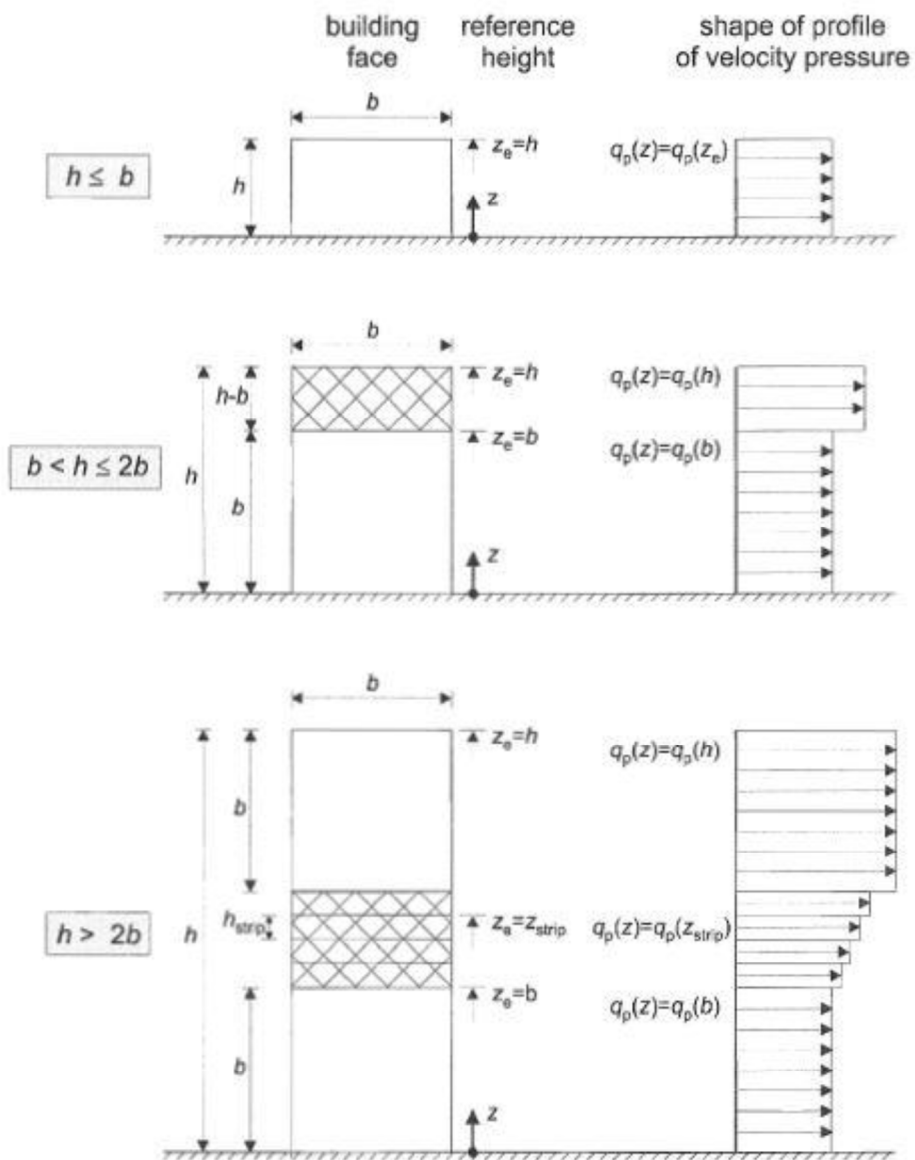 building face
reference height
shape of profile of velocity pressure
b
h ≤ b
h
z_e=h
z
q_p(z)=q_p(z_e)
b
b < h ≤ 2b
h
h-b
b
z_e=h
z_e=b
z
q_p(z)=q_p(h)
q_p(z)=q_p(b)
b
h > 2b
h
b
h_strip
b
z_e=h
z_e=z_strip
z_e=b
z
q_p(z)=q_p(h)
q_p(z)=q_p(z_strip)
q_p(z)=q_p(b)